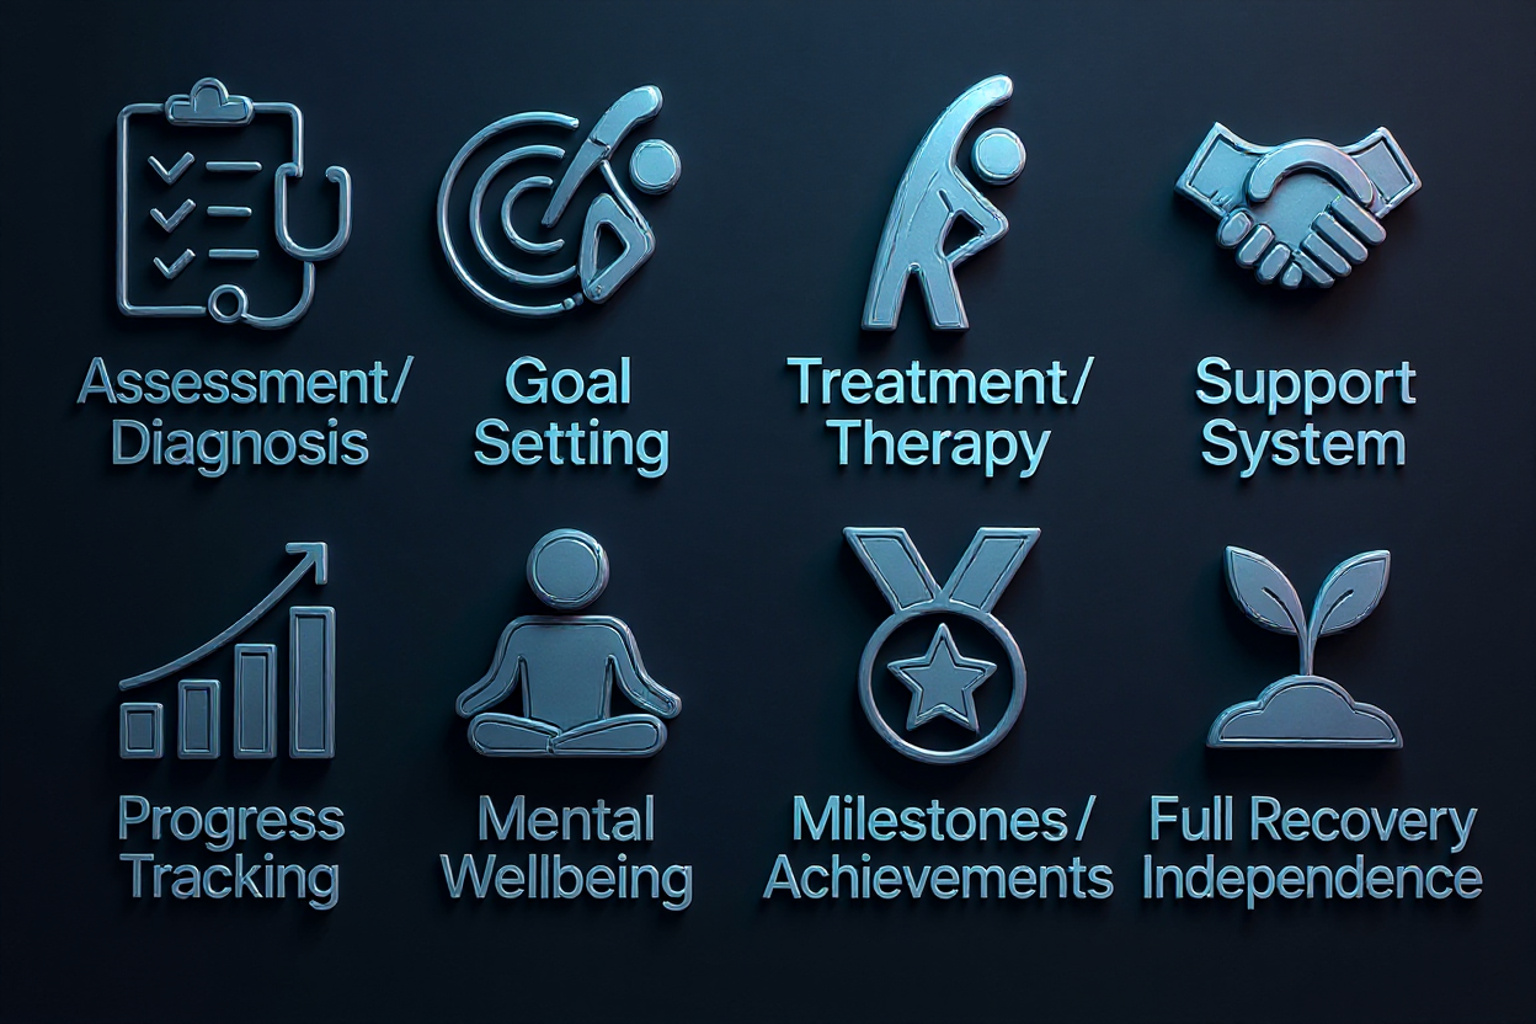 Assessment/
Diagnosis
Goal
Setting
Treatment/
Therapy
Support
System
Progress
Tracking
Mental
Wellbeing
Milestones/
Achievements
Full Recovery
Independence